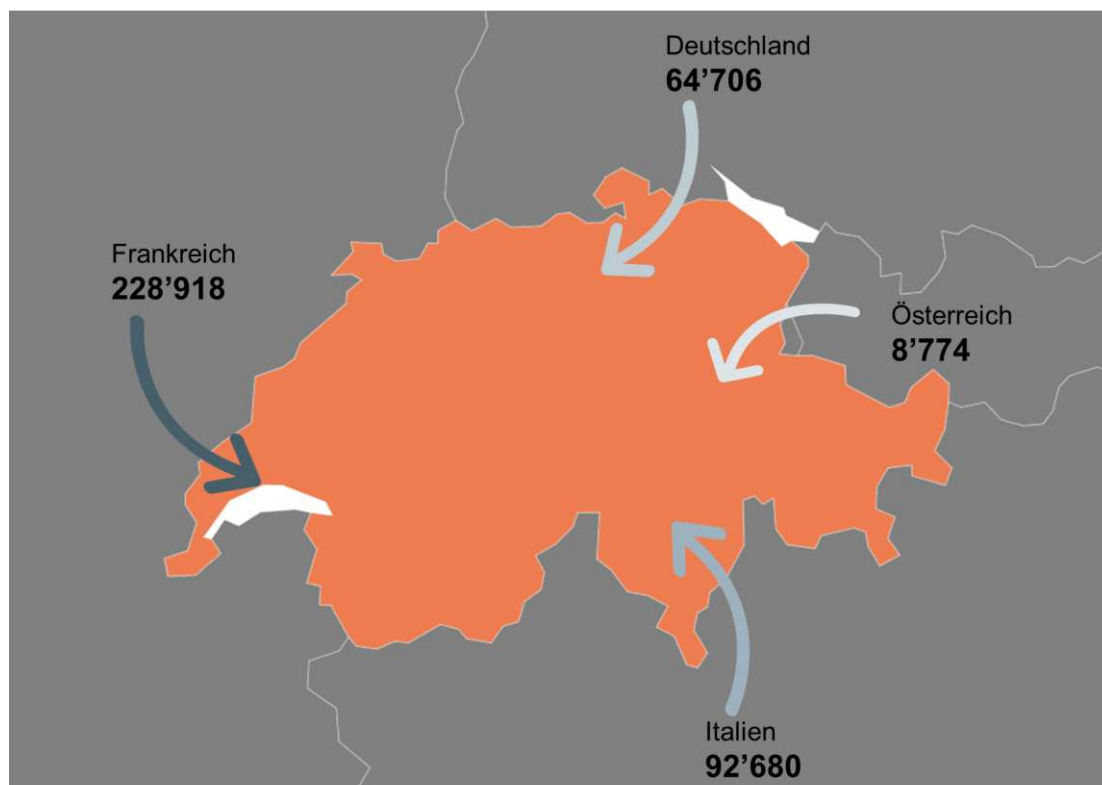 Deutschland
64’706
Frankreich
228’918
Österreich
8’774
Italien
92’680